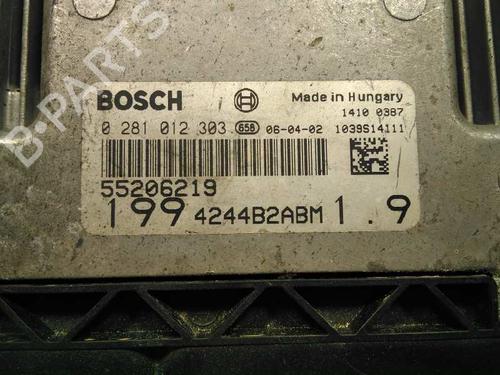 B-PARTS
BOSCH
Made in Hungary
1410 0387
0 281 012 303 658 06-04-02 1039S14111
55206219
199 4244B2ABM 1.9